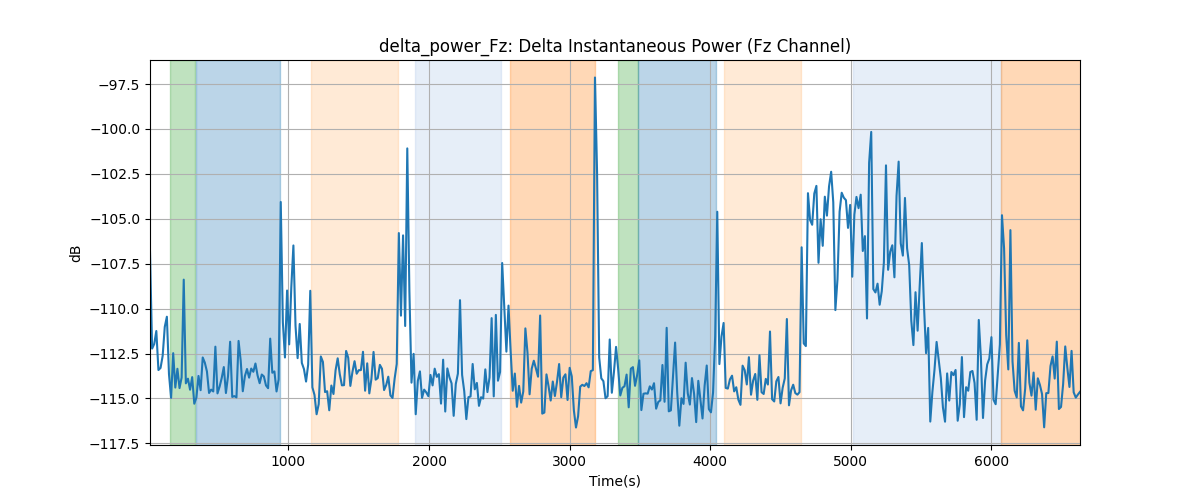 delta_power_Fz: Delta Instantaneous Power (Fz Channel)
−97.5
−100.0
−102.5
−105.0
−107.5
−110.0
−112.5
−115.0
−117.5
dB
1000 2000 3000 4000 5000 6000
Time(s)